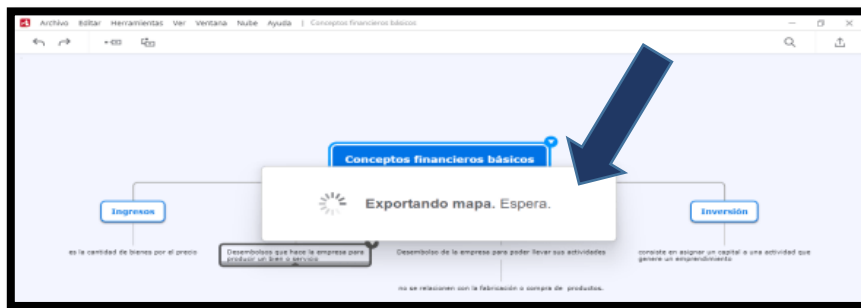 Archivo Editar Herramientas Ver Ventana Nube Ayuda | Conceptos financieros básicos
Conceptos financieros básicos
Exportando mapa. Espera.
Ingresos
Inversión
es la cantidad de bienes por el precio
Desembolsos que hace la empresa para
producir un bien o servicio
Desembolso de la empresa para poder llevar sus actividades
no se relacionen con la fabricación o compra de productos.
consiste en asignar un capital a una actividad que
genere un emprendimiento